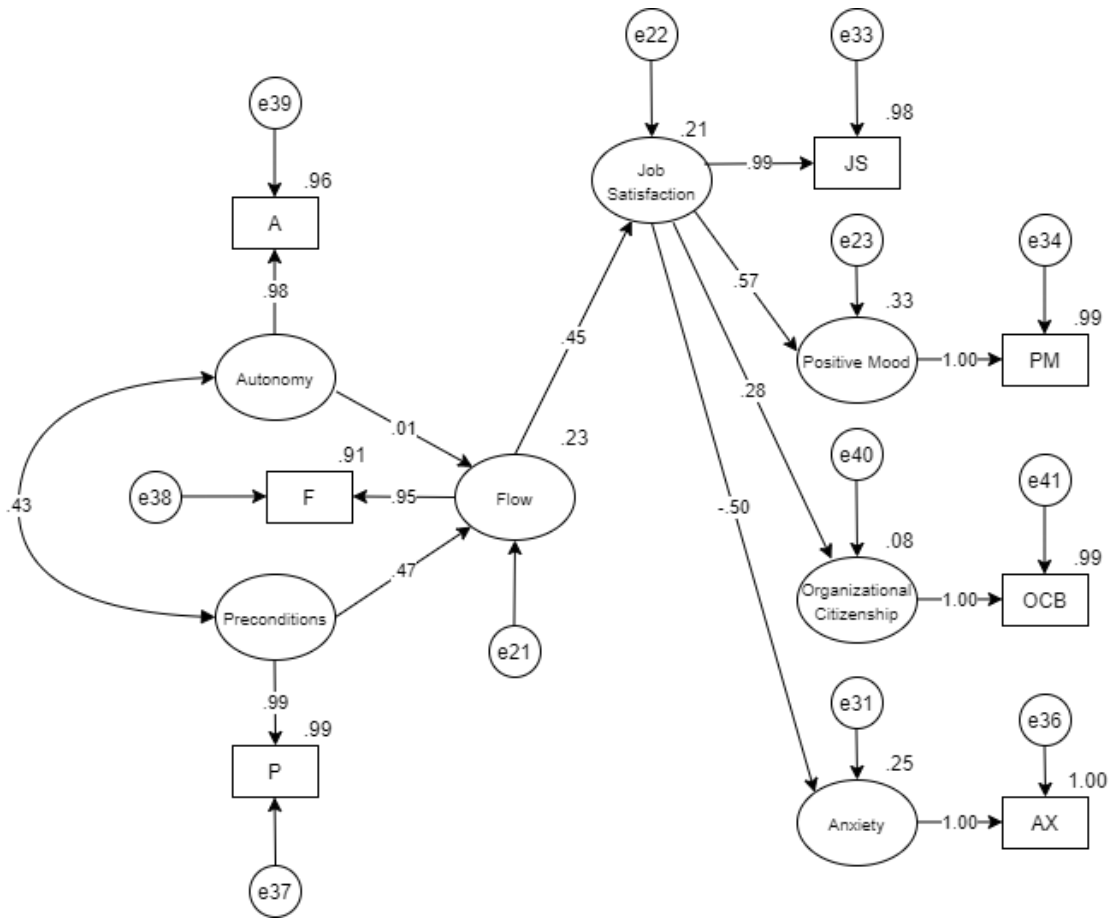 e22
e33
e39
.21
.98
Job
Satisfaction
.99
JS
.96
A
e23
e34
.57
.33
.99
.98
.45
Positive Mood
1.00
PM
Autonomy
.28
.01
.23
e40
.91
e41
e38
F
.95
Flow
.43
-.50
.08
.99
.47
Organizational
Citizenship
1.00
OCB
Preconditions
e21
e31
e36
.99
.99
.25
1.00
P
Anxiety
1.00
AX
e37